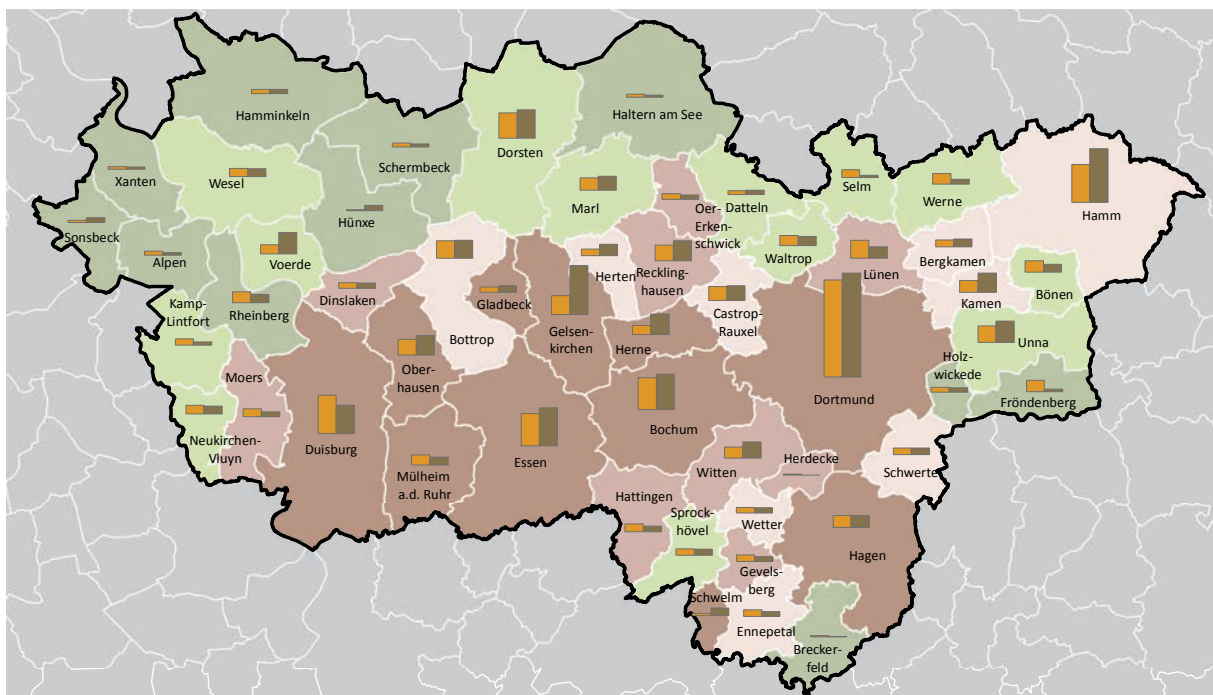 Hamminkeln
Haltern am See
Dorsten
Schermbeck
Xanten
Wesel
Selm
Werne
Hamm
Marl
Oer-
Erken-
schwick
Datteln
Hünxe
Sonsbeck
Alpen
Voerde
Waltrop
Lünen
Bergkamen
Herten
Reckling-
hausen
Kamp-
Lintfort
Rheinberg
Dinslaken
Gladbeck
Gelsen-
kirchen
Castrop-
Rauxel
Kamen
Bönen
Bottrop
Herne
Unna
Holz-
wickede
Moers
Ober-
hausen
Dortmund
Fröndenberg
Bochum
Neukirchen-
Vluyn
Duisburg
Essen
Mülheim
a.d. Ruhr
Witten
Herdecke
Schwerte
Hattingen
Sprock-
hövel
Wetter
Hagen
Gevels-
berg
Schwelm
Ennepetal
Brecker-
feld